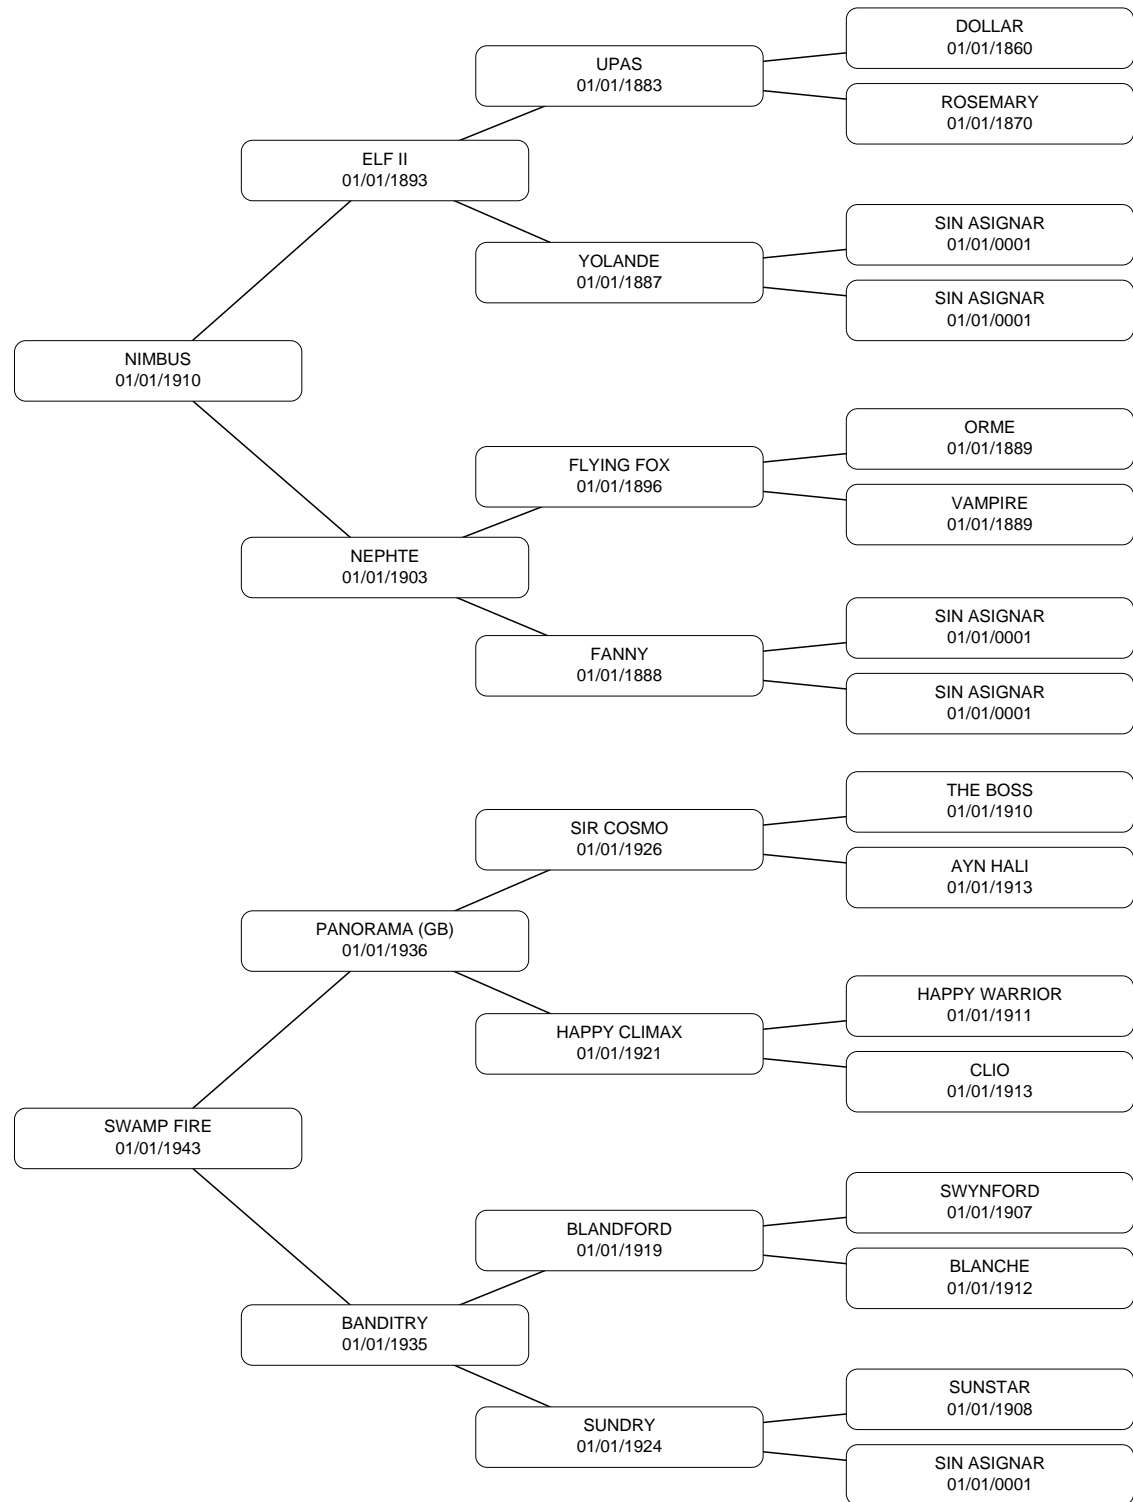 DOLLAR
01/01/1860
UPAS
01/01/1883
ROSEMARY
01/01/1870
ELF II
01/01/1893
SIN ASIGNAR
01/01/0001
YOLANDE
01/01/1887
SIN ASIGNAR
01/01/0001
NIMBUS
01/01/1910
ORME
01/01/1889
FLYING FOX
01/01/1896
VAMPIRE
01/01/1889
NEPHTE
01/01/1903
SIN ASIGNAR
01/01/0001
FANNY
01/01/1888
SIN ASIGNAR
01/01/0001
THE BOSS
01/01/1910
SIR COSMO
01/01/1926
AYN HALI
01/01/1913
PANORAMA (GB)
01/01/1936
HAPPY WARRIOR
01/01/1911
HAPPY CLIMAX
01/01/1921
CLIO
01/01/1913
SWAMP FIRE
01/01/1943
SWYNFORD
01/01/1907
BLANDFORD
01/01/1919
BLANCHE
01/01/1912
BANDITRY
01/01/1935
SUNSTAR
01/01/1908
SUNDRY
01/01/1924
SIN ASIGNAR
01/01/0001